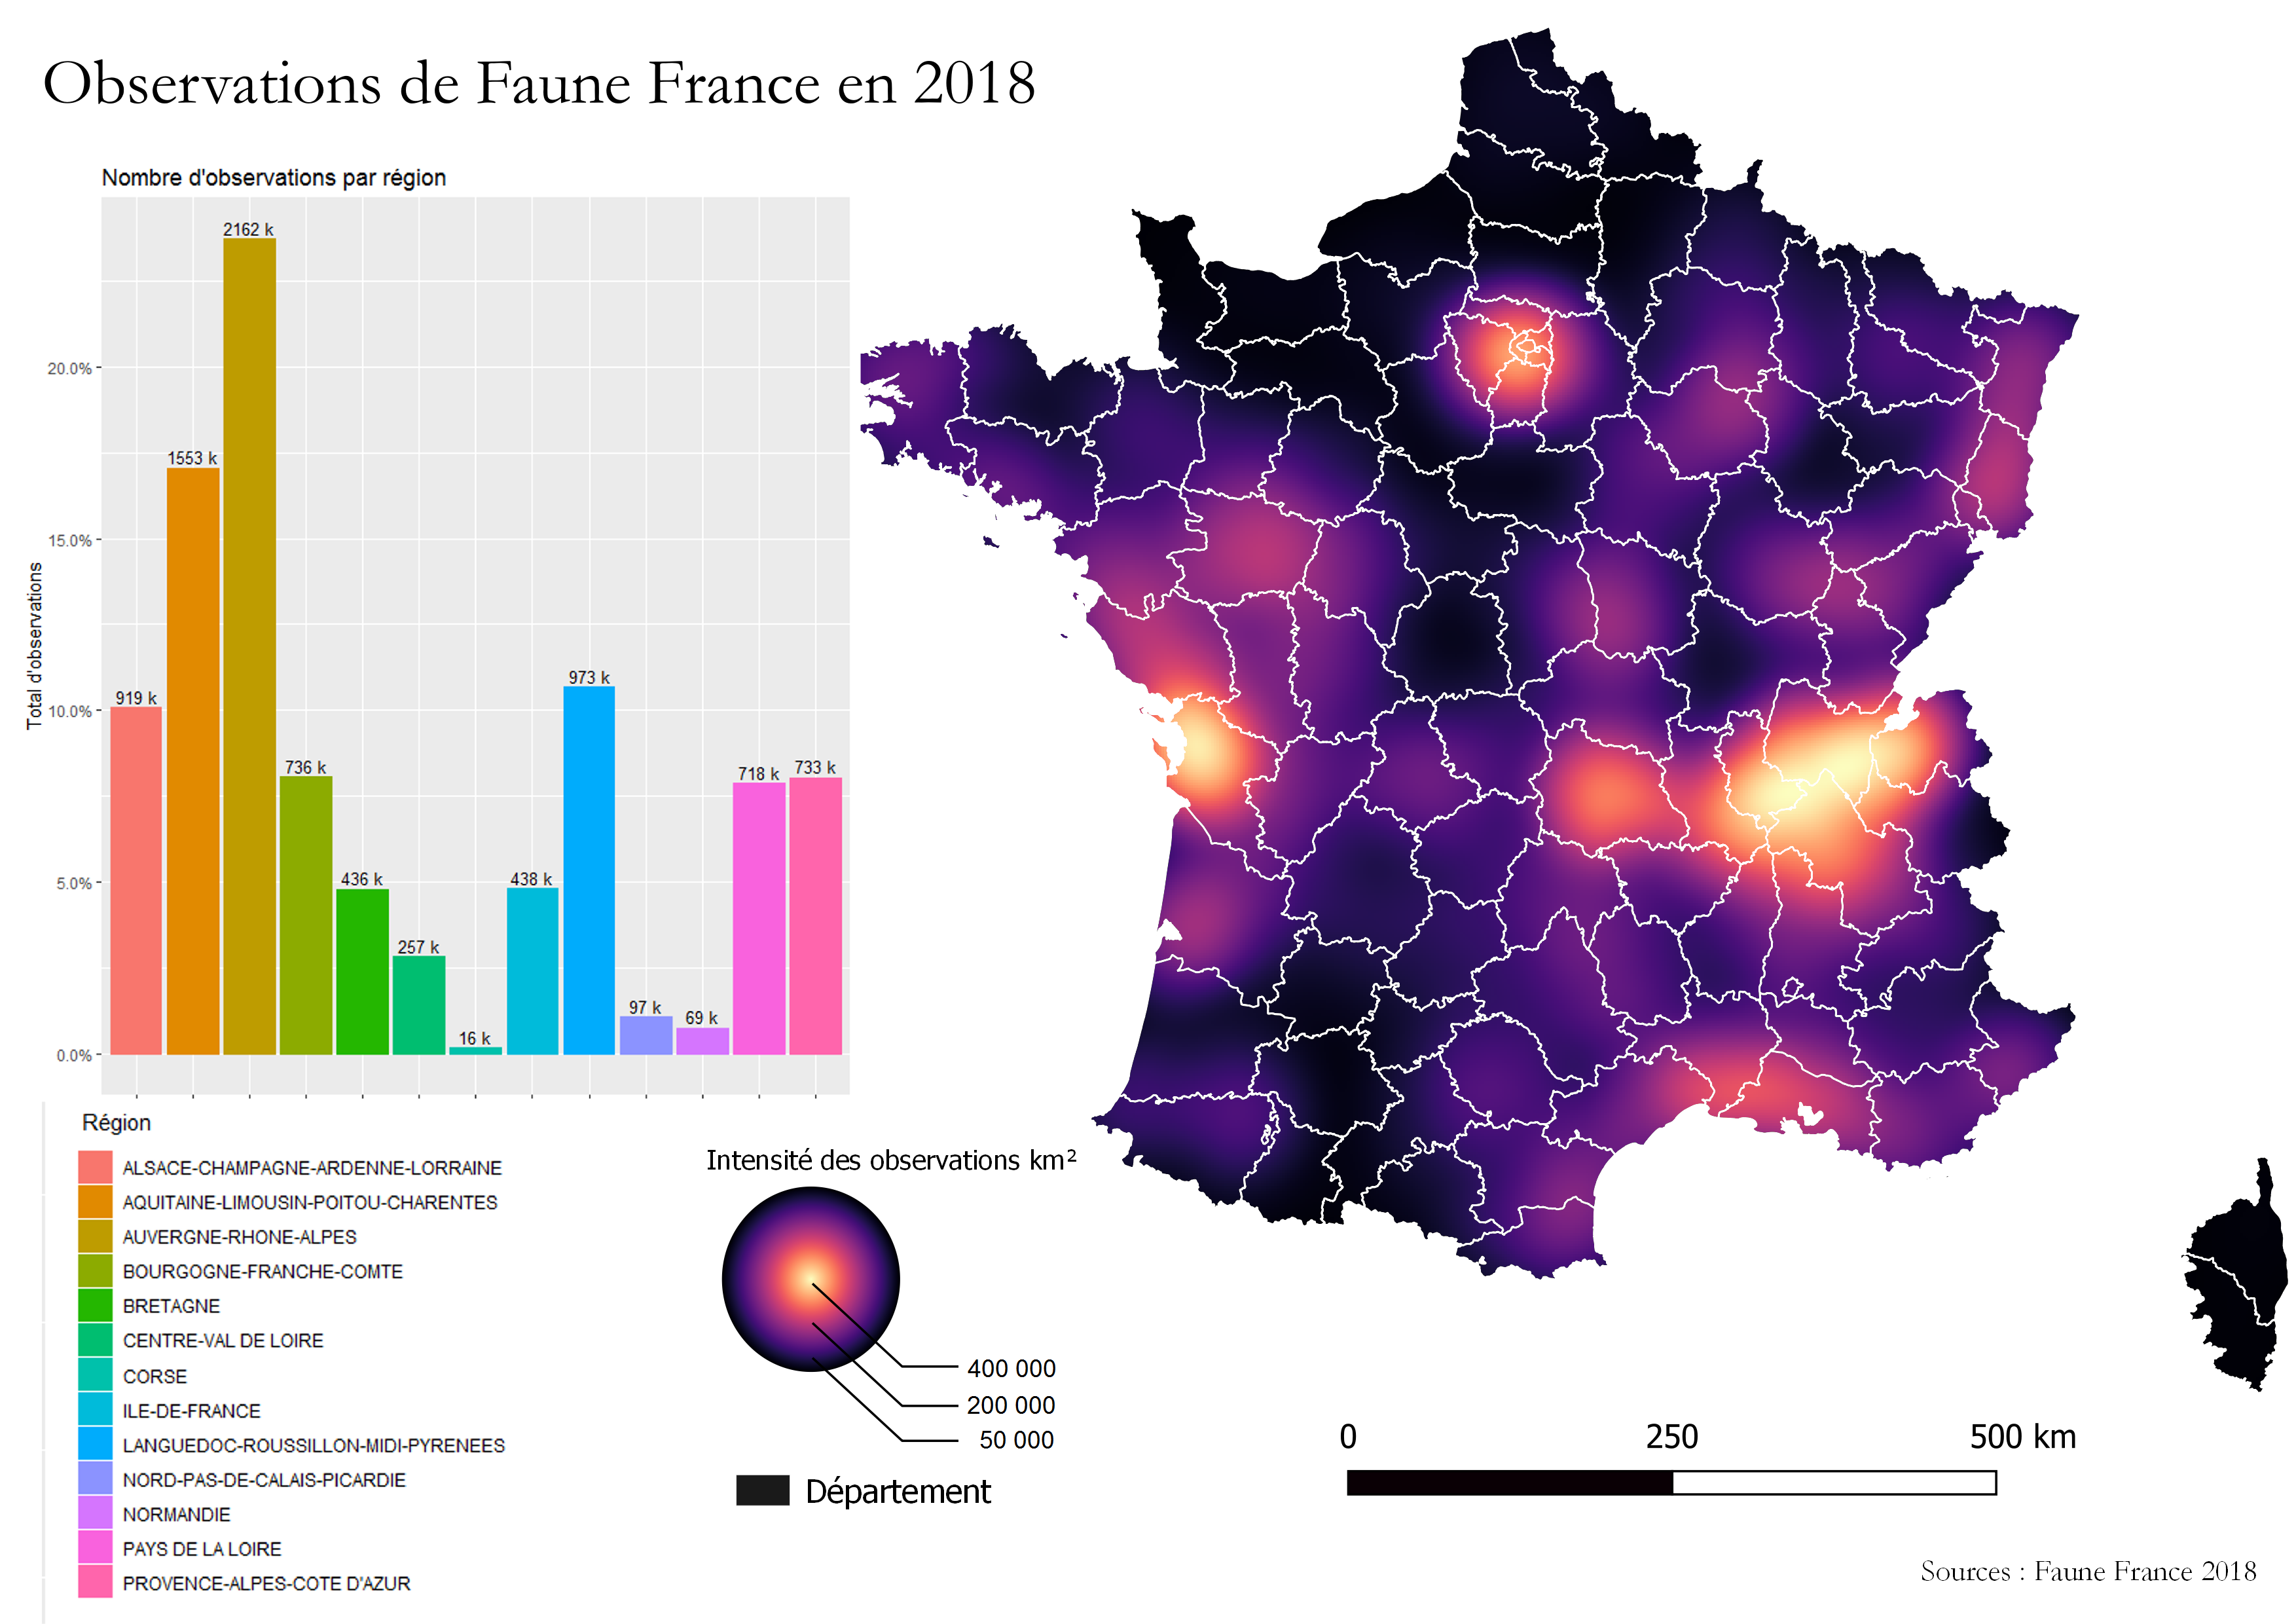 Observations de Faune France en 2018
Nombre d'observations par région
Total d'observations
20.0%
15.0%
10.0%
5.0%
0.0%
919 k
1553 k
2162 k
736 k
436 k
257 k
16 k
438 k
973 k
97 k
69 k
718 k
733 k
Région
ALSACE-CHAMPAGNE-ARDENNE-LORRAINE
AQUITAINE-LIMOUSIN-POITOU-CHARENTES
AUVERGNE-RHONE-ALPES
BOURGOGNE-FRANCHE-COMTE
BRETAGNE
CENTRE-VAL DE LOIRE
CORSE
ILE-DE-FRANCE
LANGUEDOC-ROUSSILLON-MIDI-PYRENEES
NORD-PAS-DE-CALAIS-PICARDIE
NORMANDIE
PAYS DE LA LOIRE
PROVENCE-ALPES-COTE D'AZUR
Intensité des observations km²
400 000
200 000
50 000
Département
0 250 500 km
Sources : Faune France 2018